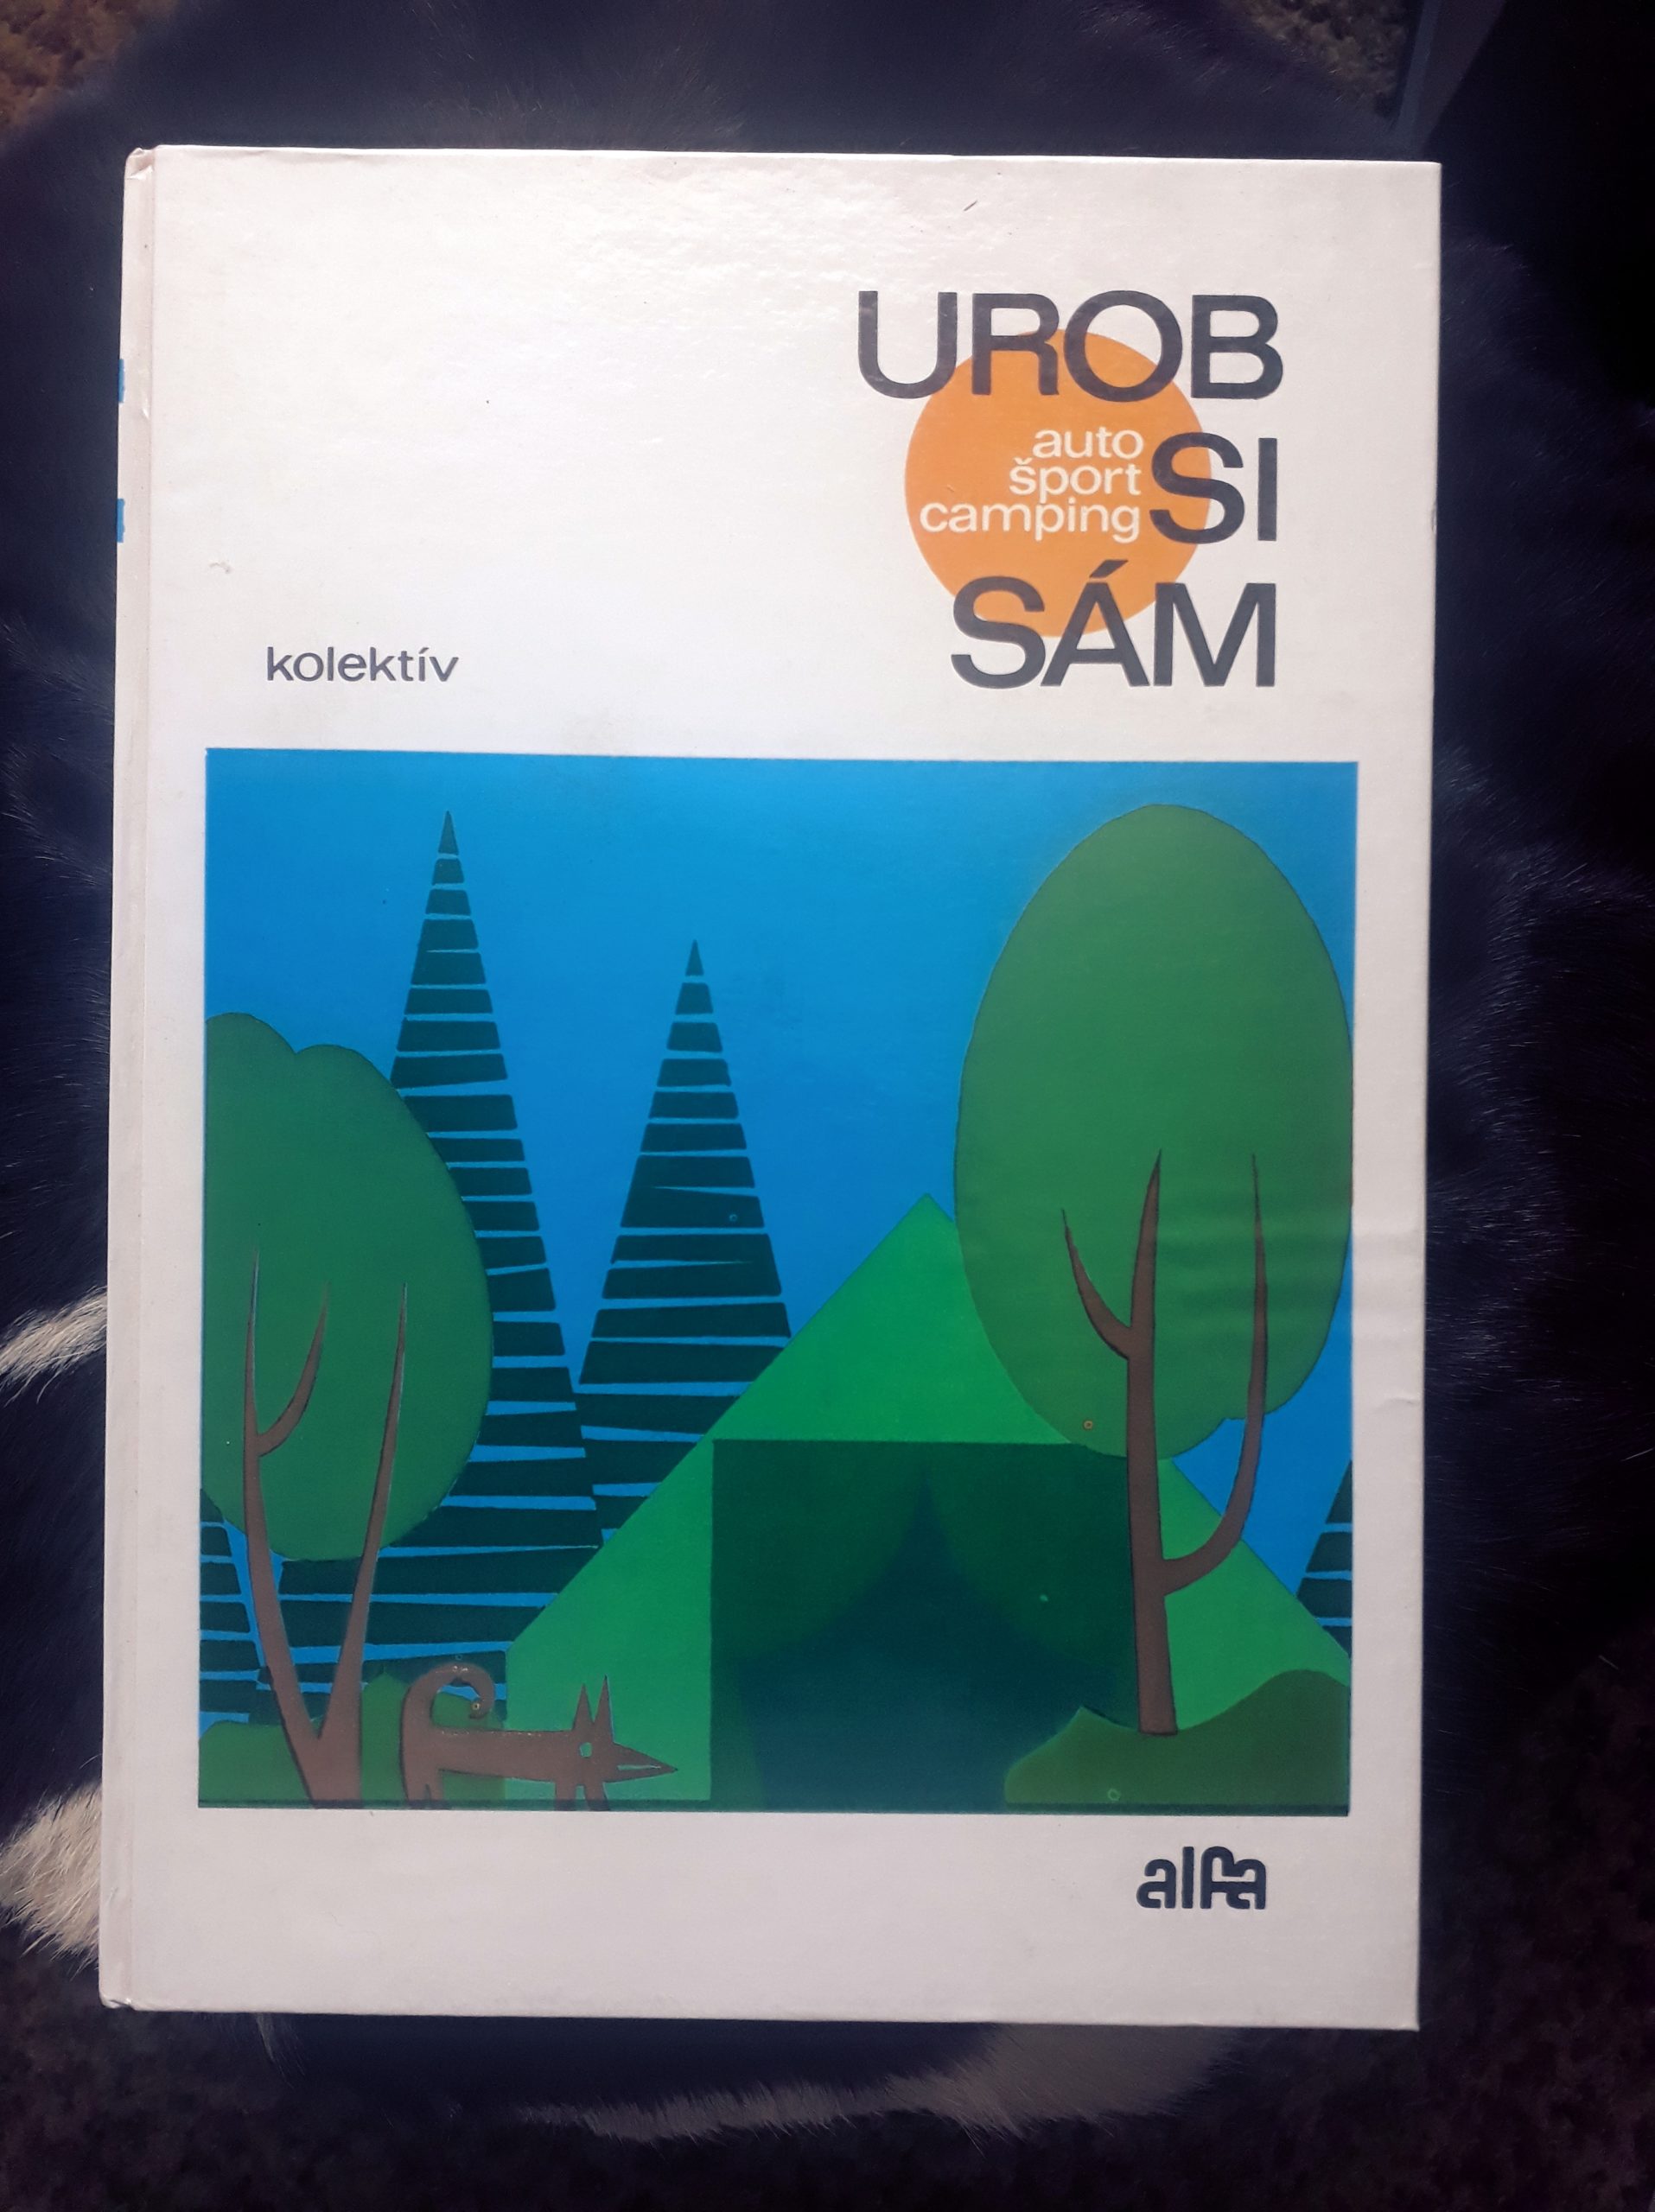 UROB
auto
šport
camping
SI
SÁM
kolektív
alfa